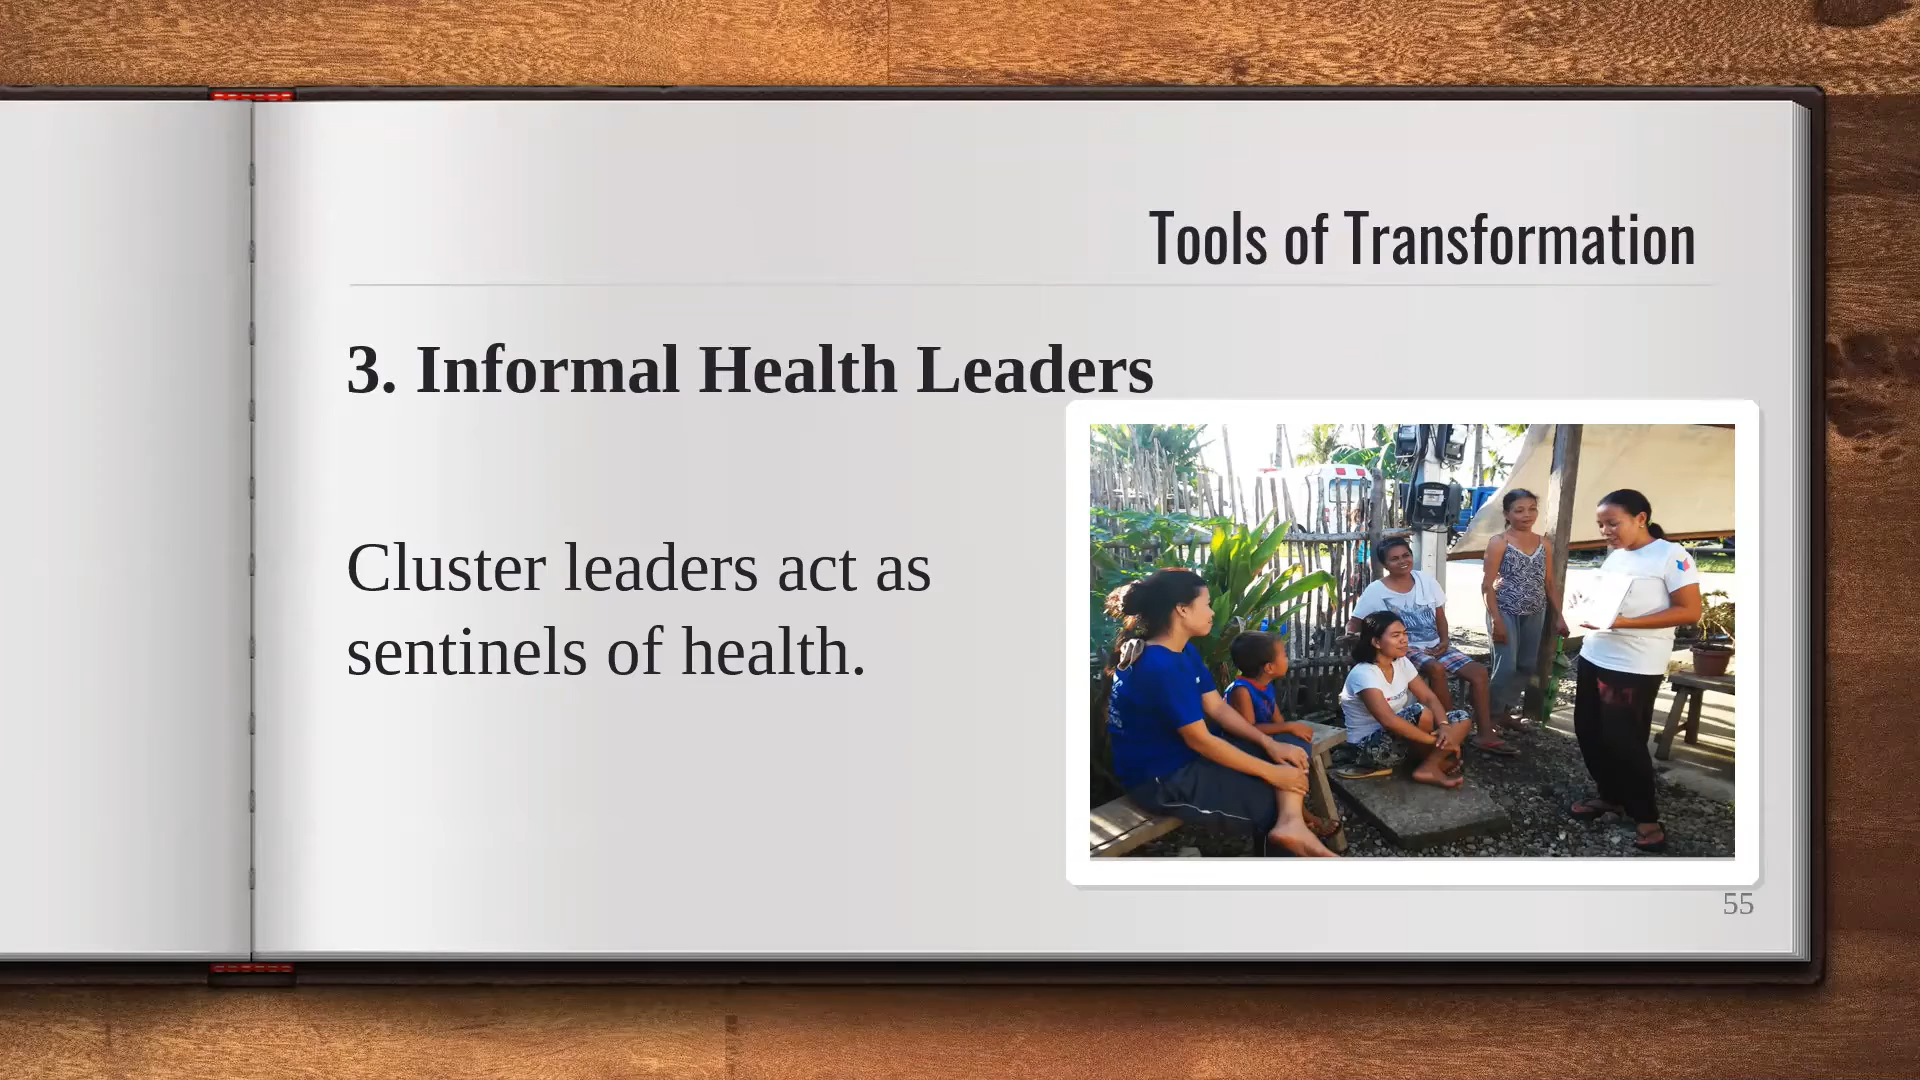 Tools of Transformation
3. Informal Health Leaders
Cluster leaders act as
sentinels of health.
55